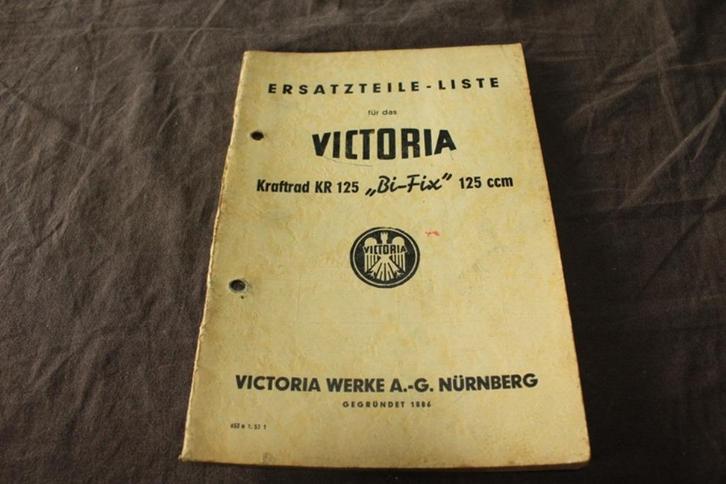 ERSATZTEILE-LISTE
für das
VICTORIA
Kraftrad KR 125 „Bi-Fix" 125 ccm
VICTORIA
VICTORIA WERKE A.-G. NÜRNBERG
GEGRÜNDET 1886